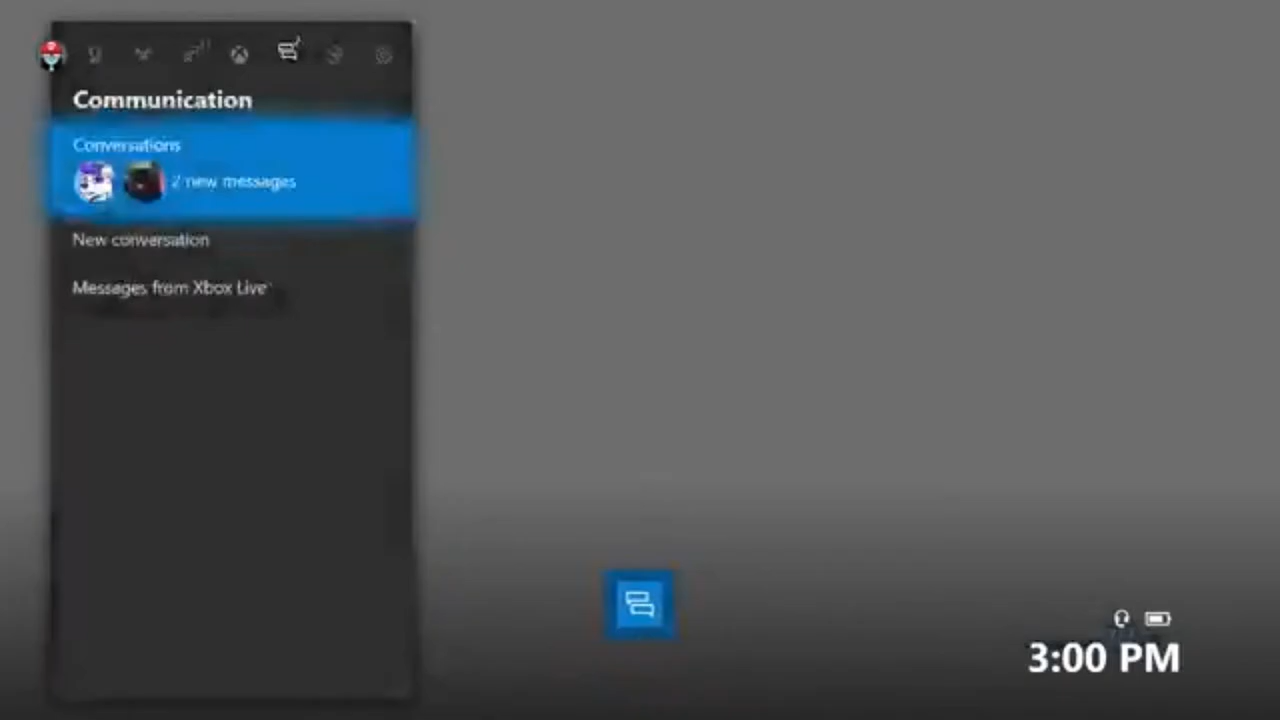 Communication
Conversations
2 new messages
New conversation
Messages from Xbox Live
3:00 PM